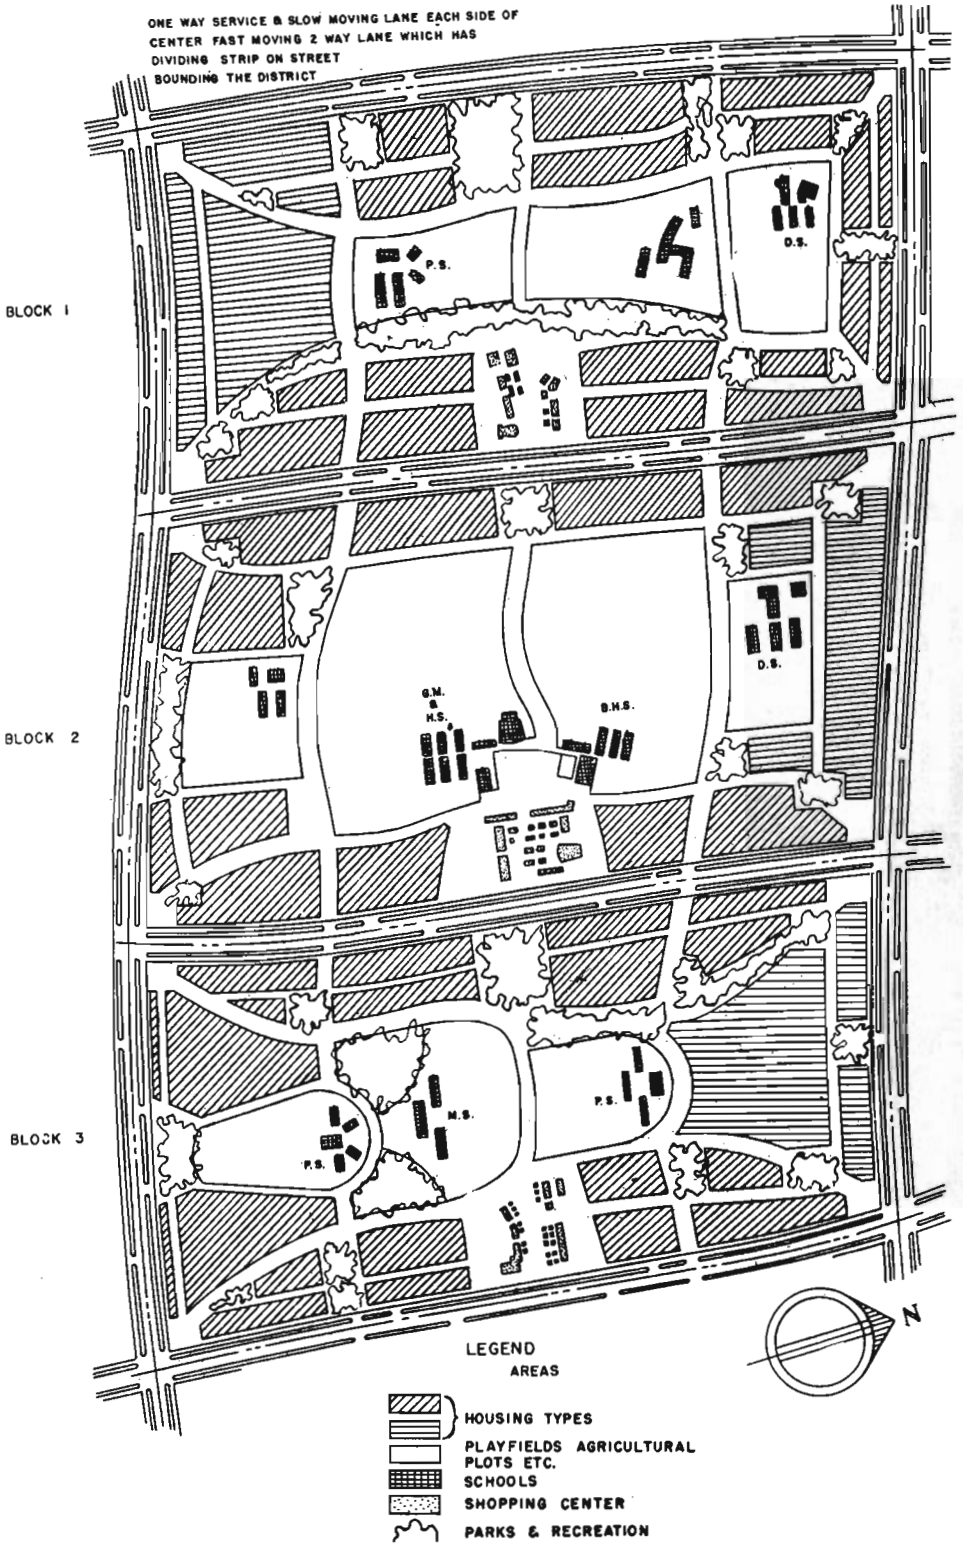 ONE WAY SERVICE & SLOW MOVING LANE EACH SIDE OF
CENTER FAST MOVING 2 WAY LANE WHICH HAS
DIVIDING STRIP ON STREET
BOUNDING THE DISTRICT
BLOCK 1
P.S.
D.S.
BLOCK 2
G.M.
&
H.S.
B.H.S.
D.S.
BLOCK 3
P.S.
M.S.
P.S.
N
LEGEND
AREAS
HOUSING TYPES
PLAYFIELDS AGRICULTURAL
PLOTS ETC.
SCHOOLS
SHOPPING CENTER
PARKS & RECREATION